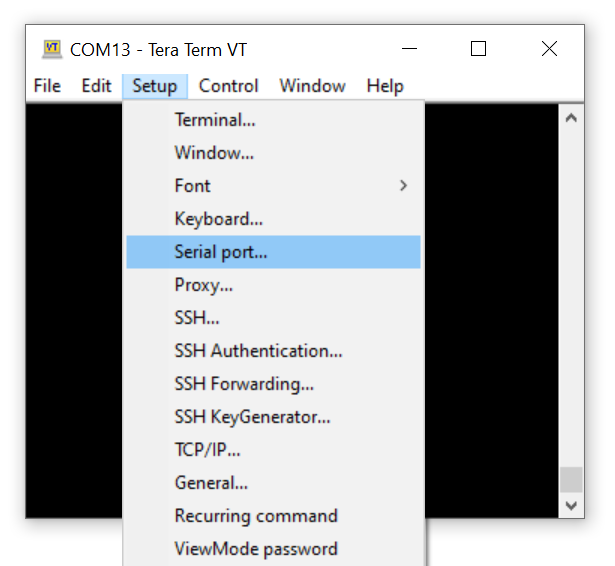 COM13 - Tera Term VT
File Edit Setup Control Window Help
Terminal...
Window...
Font
Keyboard...
Serial port...
Proxy...
SSH...
SSH Authentication...
SSH Forwarding...
SSH KeyGenerator...
TCP/IP...
General...
Recurring command
ViewMode password